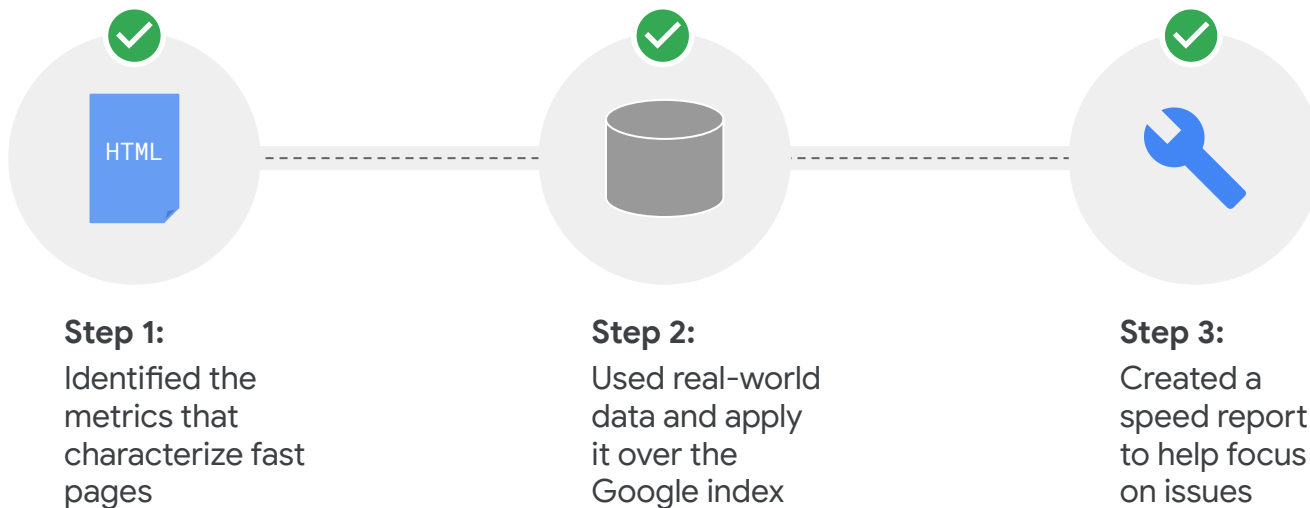 HTML
Step 1:
Identified the
metrics that
characterize fast
pages
Step 2:
Used real-world
data and apply
it over the
Google index
Step 3:
Created a
speed report
to help focus
on issues